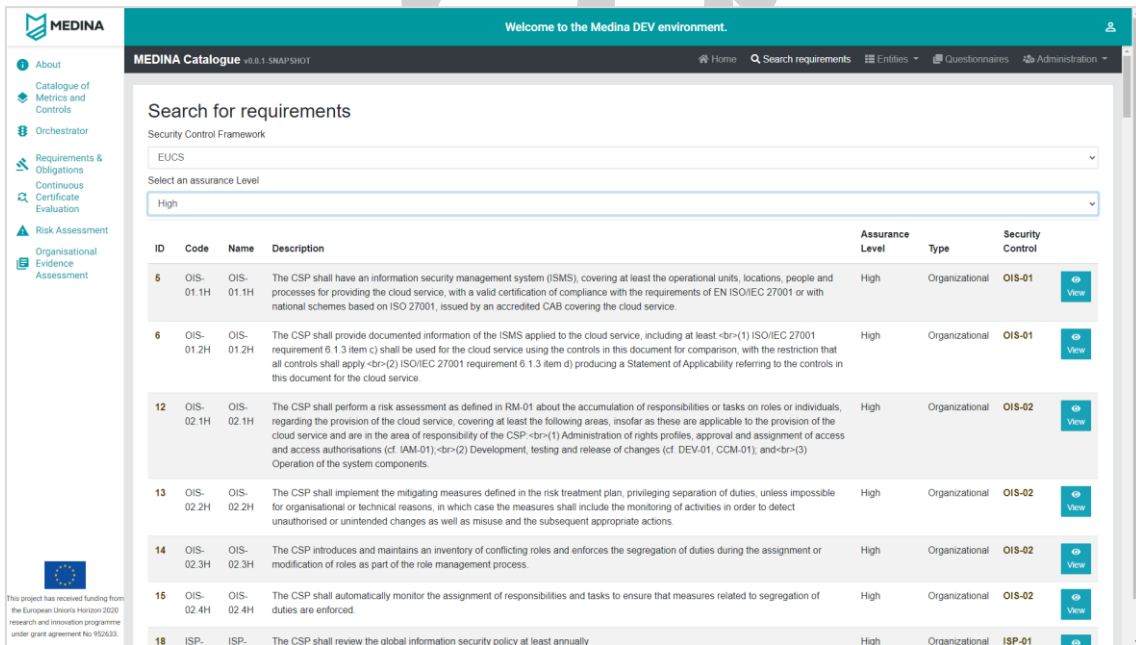 MEDINA
Welcome to the Medina DEV environment.
About
Catalogue of
Metrics and
Controls
Orchestrator
Requirements &
Obligations
Continuous
Certificate
Evaluation
Risk Assessment
Organisational
Evidence
Assessment
This project has received funding from
the European Union's Horizon 2020
research and innovation programme
under grant agreement No 952633.
MEDINA Catalogue v0.0.1-SNAPSHOT
Home Search requirements Entities Questionnaires Administration
Search for requirements
Security Control Framework
EUCS
Select an assurance Level
High
ID Code Name Description Assurance Level Type Security Control
5 OIS-01.1H OIS-01.1H The CSP shall have an information security management system (ISMS), covering at least the operational units, locations, people and
processes for providing the cloud service, with a valid certification of compliance with the requirements of EN ISO/IEC 27001 or with
national schemes based on ISO 27001, issued by an accredited CAB covering the cloud service.
High Organizational OIS-01 View
6 OIS-01.2H OIS-01.2H The CSP shall provide documented information of the ISMS applied to the cloud service, including at least:<br>(1) ISO/IEC 27001
requirement 6.1.3 item c) shall be used for the cloud service using the controls in this document for comparison, with the restriction that
all controls shall apply.<br>(2) ISO/IEC 27001 requirement 6.1.3 item d) producing a Statement of Applicability referring to the controls in
this document for the cloud service.
High Organizational OIS-01 View
12 OIS-02.1H OIS-02.1H The CSP shall perform a risk assessment as defined in RM-01 about the accumulation of responsibilities or tasks on roles or individuals,
regarding the provision of the cloud service, covering at least the following areas, insofar as these are applicable to the provision of the
cloud service and are in the area of responsibility of the CSP:<br>(1) Administration of rights profiles, approval and assignment of access
and access authorisations (cf. IAM-01);<br>(2) Development, testing and release of changes (cf. DEV-01, CCM-01); and<br>(3)
Operation of the system components.
High Organizational OIS-02 View
13 OIS-02.2H OIS-02.2H The CSP shall implement the mitigating measures defined in the risk treatment plan, privileging separation of duties, unless impossible
for organisational or technical reasons, in which case the measures shall include the monitoring of activities in order to detect
unauthorised or unintended changes as well as misuse and the subsequent appropriate actions.
High Organizational OIS-02 View
14 OIS-02.3H OIS-02.3H The CSP introduces and maintains an inventory of conflicting roles and enforces the segregation of duties during the assignment or
modification of roles as part of the role management process.
High Organizational OIS-02 View
15 OIS-02.4H OIS-02.4H The CSP shall automatically monitor the assignment of responsibilities and tasks to ensure that measures related to segregation of
duties are enforced.
High Organizational OIS-02 View
18 ISP- ISP- The CSP shall review the global information security policy at least annually High Organizational ISP-01